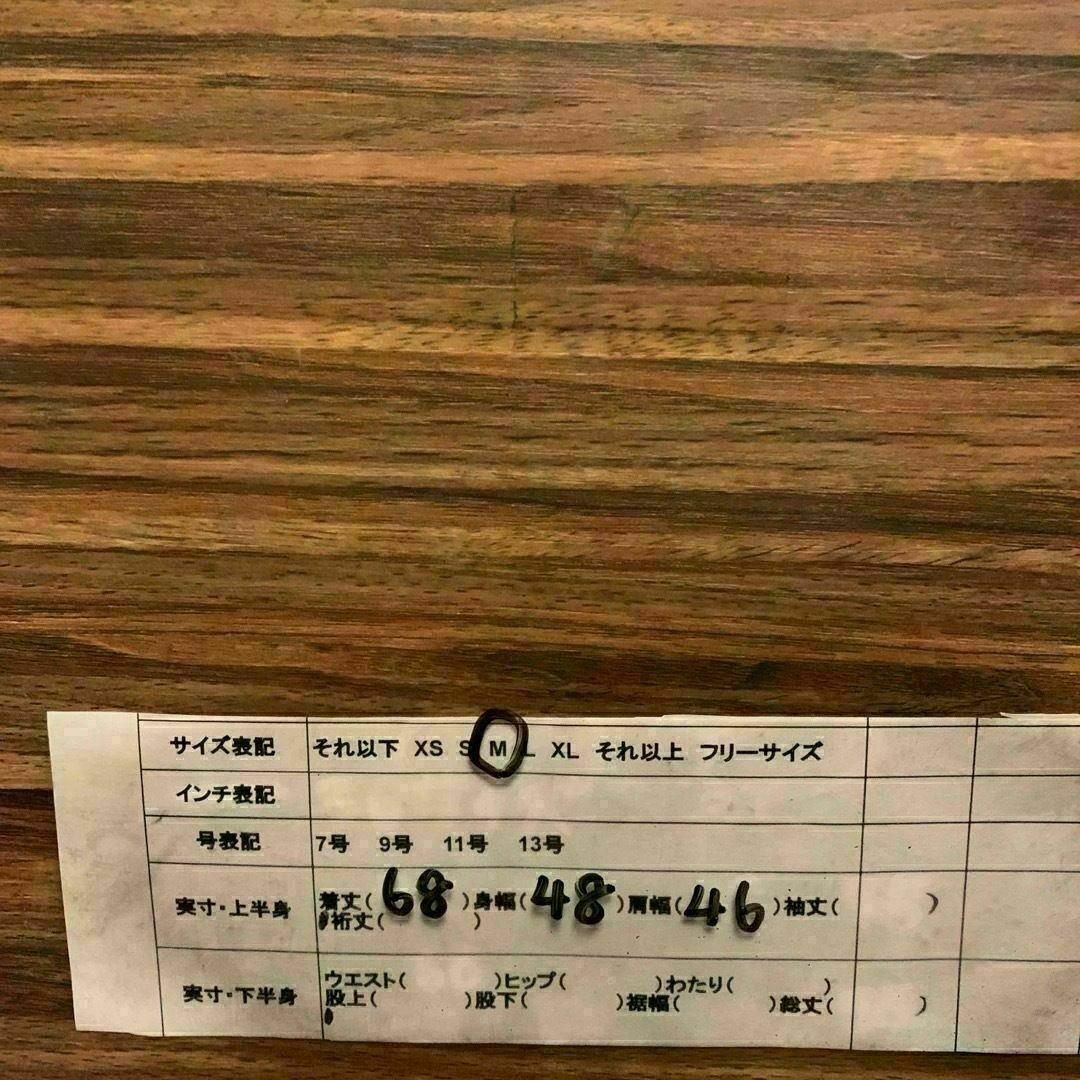 サイズ表記 それ以下 XS S M L XL それ以上 フリーサイズ
インチ表記
号表記 7号 9号 11号 13号
実寸・上半身 着丈( 68 )身幅( 48 )肩幅( 46 )袖丈( )
裄丈( )
実寸・下半身 ウエスト( )ヒップ( )わたり( )
股上( )股下( )裾幅( )総丈( )